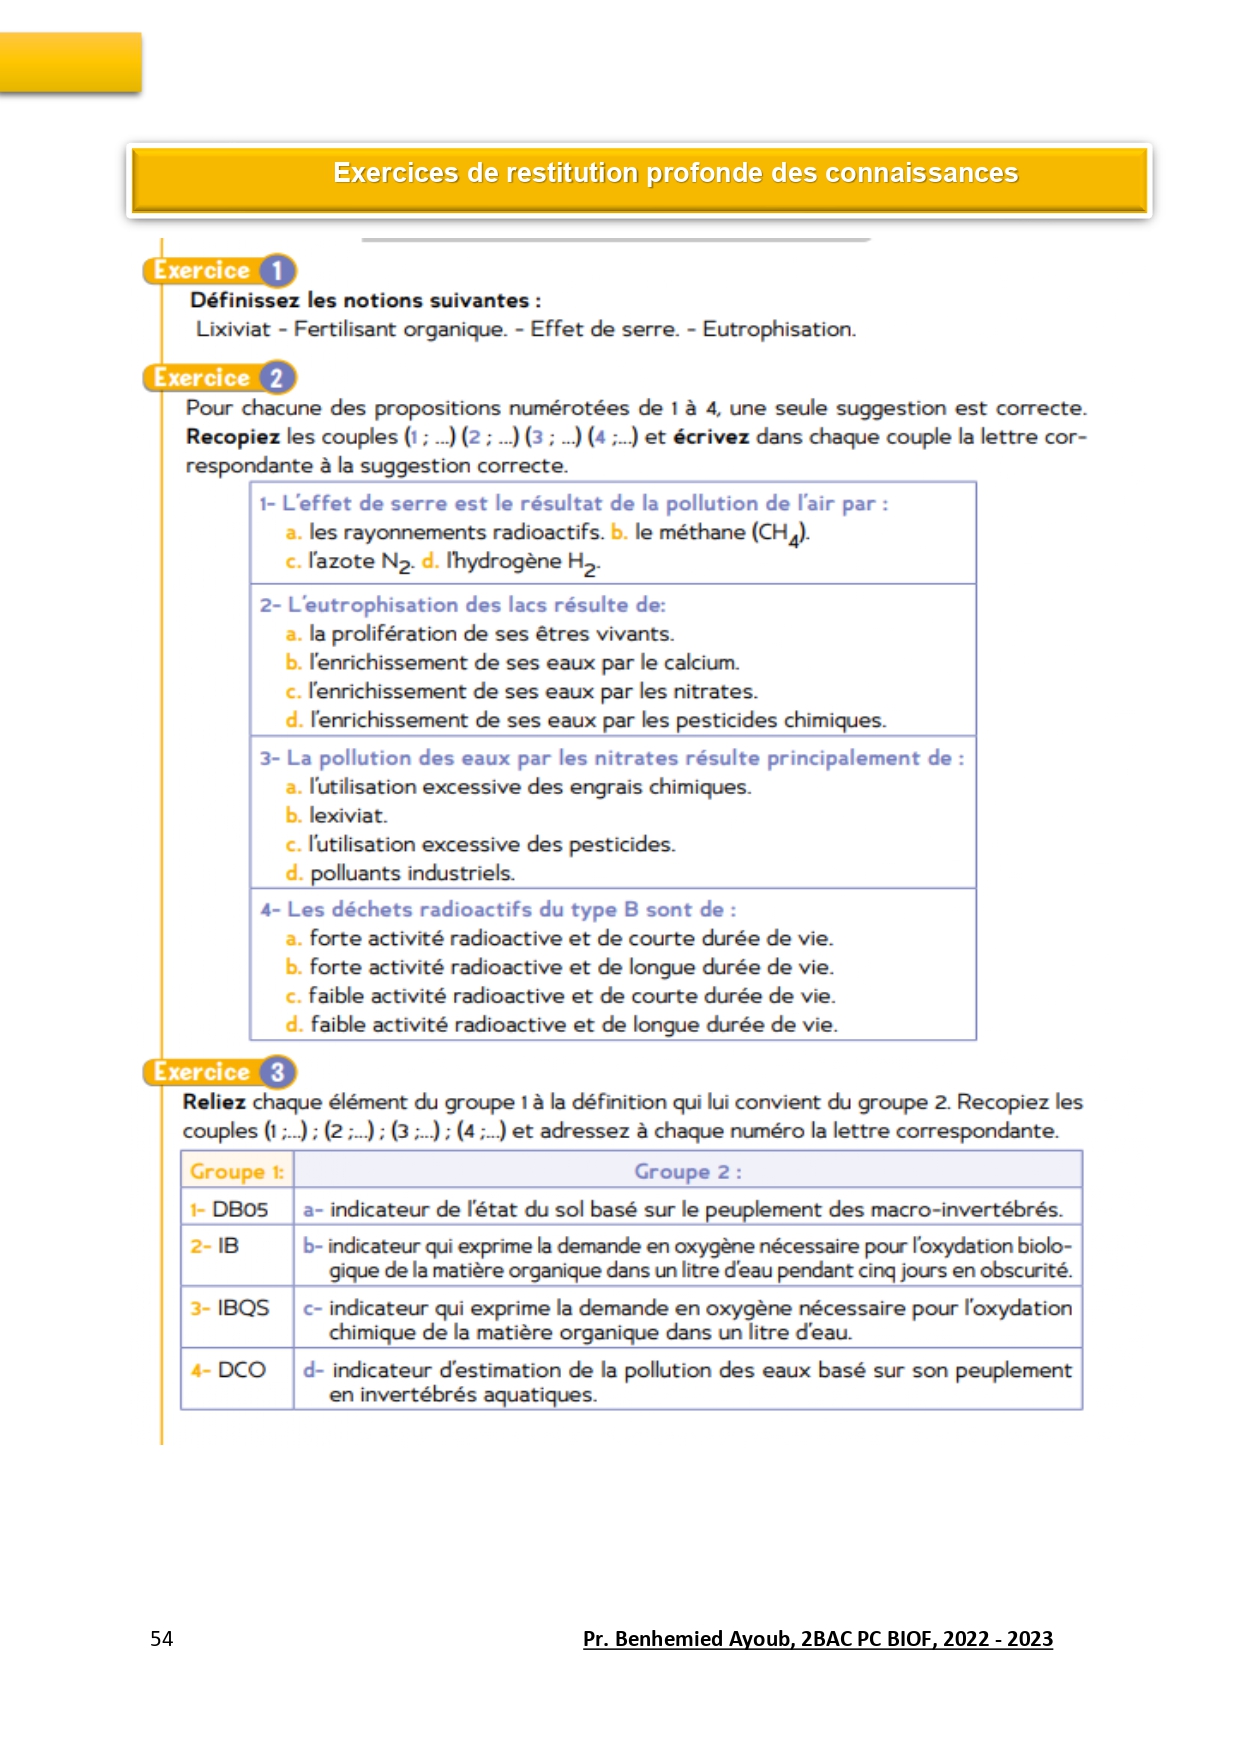 Exercices de restitution profonde des connaissances
Exercice 1
Définissez les notions suivantes :
Lixiviat - Fertilisant organique. - Effet de serre. - Eutrophisation.
Exercice 2
Pour chacune des propositions numérotées de 1 à 4, une seule suggestion est correcte.
Recopiez les couples (1 ; ...) (2 ; ...) (3 ; ...) (4 ;...) et écrivez dans chaque couple la lettre cor-
respondante à la suggestion correcte.
1- L'effet de serre est le résultat de la pollution de l'air par :
a. les rayonnements radioactifs. b. le méthane (CH4).
c. l'azote N2. d. l'hydrogène H2.
2- L'eutrophisation des lacs résulte de:
a. la prolifération de ses êtres vivants.
b. l'enrichissement de ses eaux par le calcium.
c. l'enrichissement de ses eaux par les nitrates.
d. l'enrichissement de ses eaux par les pesticides chimiques.
3- La pollution des eaux par les nitrates résulte principalement de :
a. l'utilisation excessive des engrais chimiques.
b. lexiviat.
c. l'utilisation excessive des pesticides.
d. polluants industriels.
4- Les déchets radioactifs du type B sont de :
a. forte activité radioactive et de courte durée de vie.
b. forte activité radioactive et de longue durée de vie.
c. faible activité radioactive et de courte durée de vie.
d. faible activité radioactive et de longue durée de vie.
Exercice 3
Reliez chaque élément du groupe 1 à la définition qui lui convient du groupe 2. Recopiez les
couples (1 ;...) ; (2 ;...) ; (3 ;...) ; (4 ;...) et adressez à chaque numéro la lettre correspondante.
Groupe 1: Groupe 2 :
1- DB05 a- indicateur de l'état du sol basé sur le peuplement des macro-invertébrés.
2- IB b- indicateur qui exprime la demande en oxygène nécessaire pour l'oxydation biolo-
gique de la matière organique dans un litre d'eau pendant cinq jours en obscurité.
3- IBQS c- indicateur qui exprime la demande en oxygène nécessaire pour l'oxydation
chimique de la matière organique dans un litre d'eau.
4- DCO d- indicateur d'estimation de la pollution des eaux basé sur son peuplement
en invertébrés aquatiques.
54 Pr. Benhemied Ayoub, 2BAC PC BIOF, 2022 - 2023